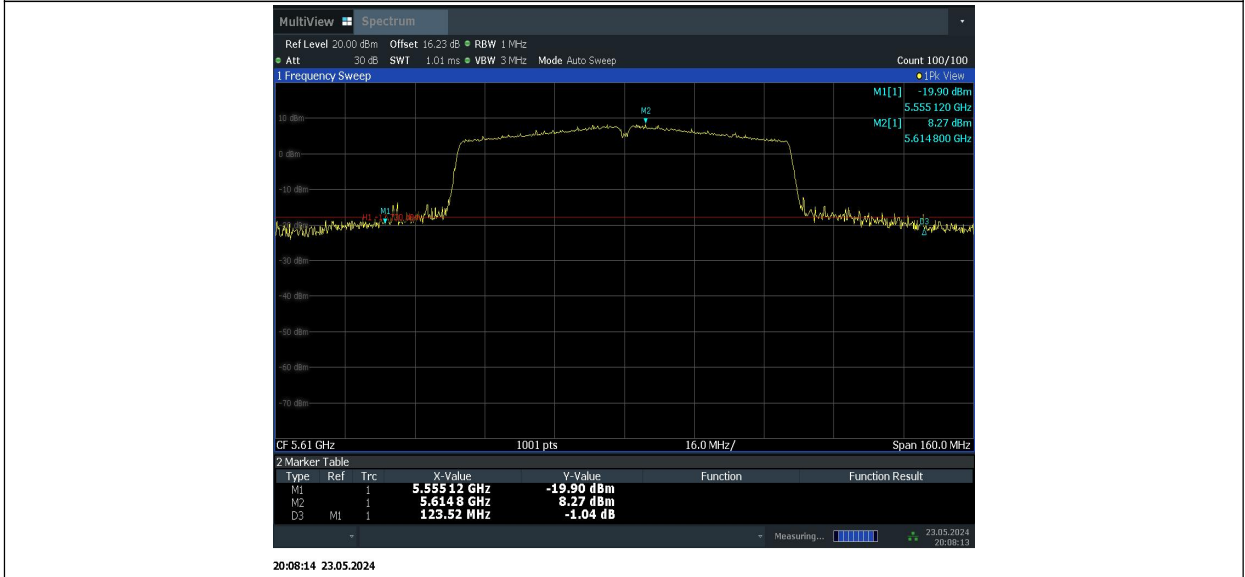 MultiView Spectrum
Ref Level 20.00 dBm Offset 16.23 dB RBW 1 MHz
Att 30 dB SWT 1.01 ms VBW 3 MHz Mode Auto Sweep Count 100/100
1 Frequency Sweep 1Pk View
M1[1] -19.90 dBm
5.555 120 GHz
M2[1] 8.27 dBm
5.614 800 GHz
M2
10 dBm
0 dBm
-10 dBm
M1
D3
-30 dBm
-40 dBm
-50 dBm
-60 dBm
-70 dBm
CF 5.61 GHz 1001 pts 16.0 MHz/ Span 160.0 MHz
2 Marker Table
Type Ref Trc X-Value Y-Value Function Function Result
M1 1 5.555 12 GHz -19.90 dBm
M2 1 5.614 8 GHz 8.27 dBm
D3 M1 1 123.52 MHz -1.04 dB
Measuring... 23.05.2024
20:08:13
20:08:14 23.05.2024